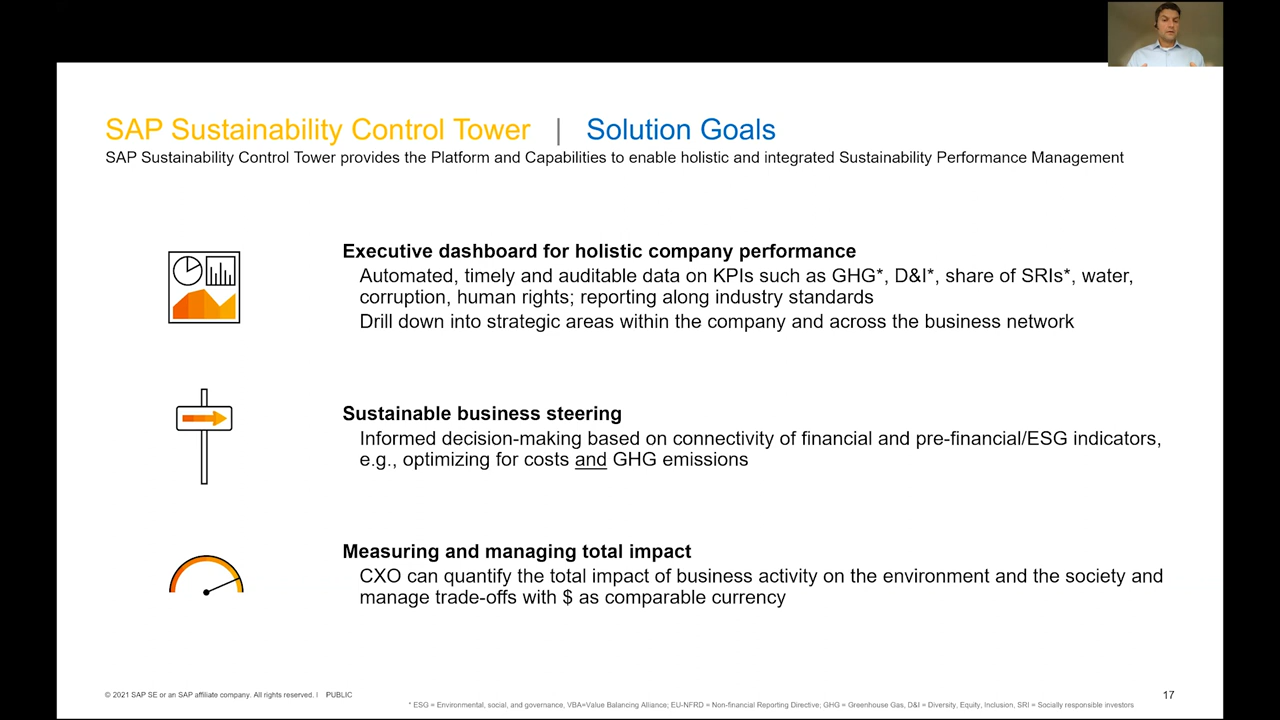 SAP Sustainability Control Tower | Solution Goals
SAP Sustainability Control Tower provides the Platform and Capabilities to enable holistic and integrated Sustainability Performance Management
Executive dashboard for holistic company performance
Automated, timely and auditable data on KPIs such as GHG*, D&I*, share of SRIs*, water,
corruption, human rights; reporting along industry standards
Drill down into strategic areas within the company and across the business network
Sustainable business steering
Informed decision-making based on connectivity of financial and pre-financial/ESG indicators,
e.g., optimizing for costs and GHG emissions
Measuring and managing total impact
CXO can quantify the total impact of business activity on the environment and the society and
manage trade-offs with $ as comparable currency
© 2021 SAP SE or an SAP affiliate company. All rights reserved. | PUBLIC
17
* ESG = Environmental, social, and governance, VBA=Value Balancing Alliance; EU-NFRD = Non-financial Reporting Directive; GHG = Greenhouse Gas, D&I = Diversity, Equity, Inclusion, SRI = Socially responsible investors